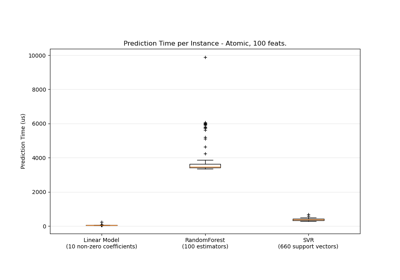 Prediction Time per Instance - Atomic, 100 feats.
Prediction Time (us)
10000
8000
6000
4000
2000
0
Linear Model
(10 non-zero coefficients)
RandomForest
(100 estimators)
SVR
(660 support vectors)